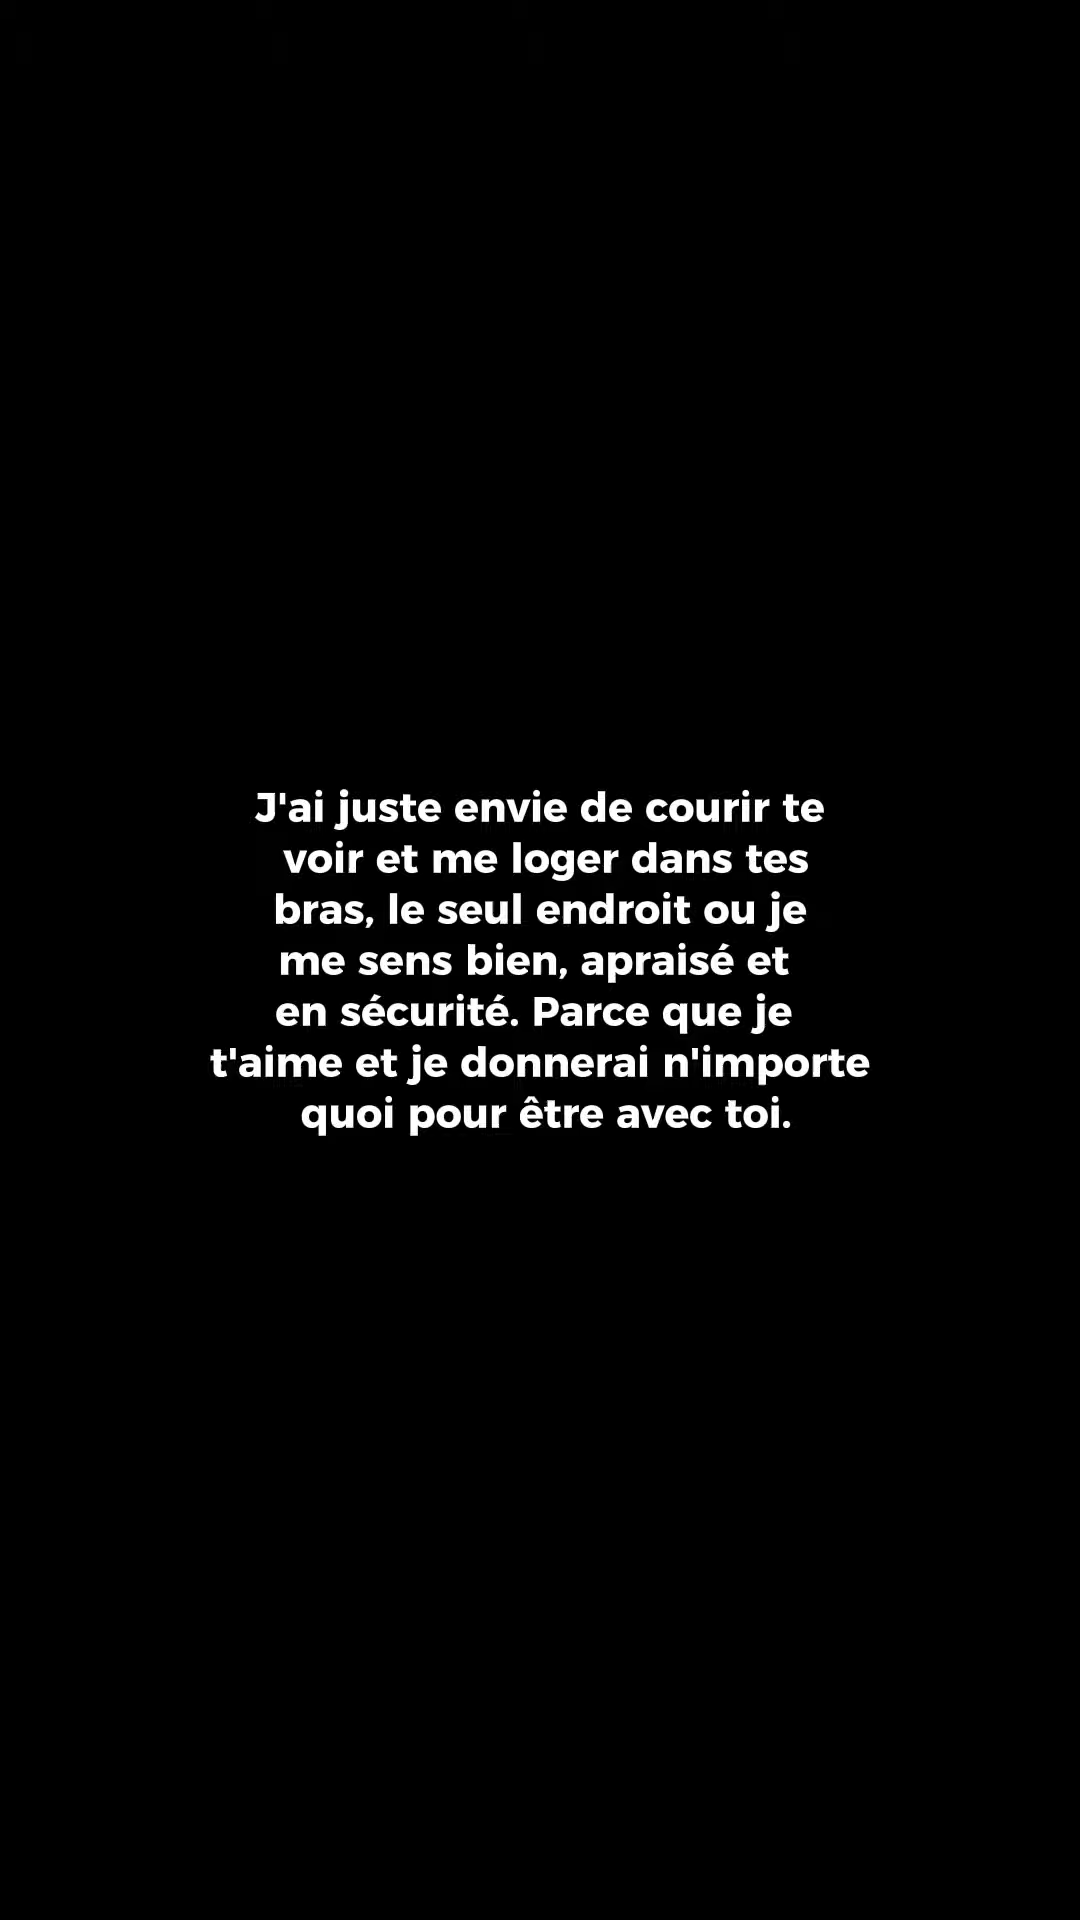 J'ai juste envie de courir te
voir et me loger dans tes
bras, le seul endroit ou je
me sens bien, apraisé et
en sécurité. Parce que je
t'aime et je donnerai n'importe
quoi pour être avec toi.